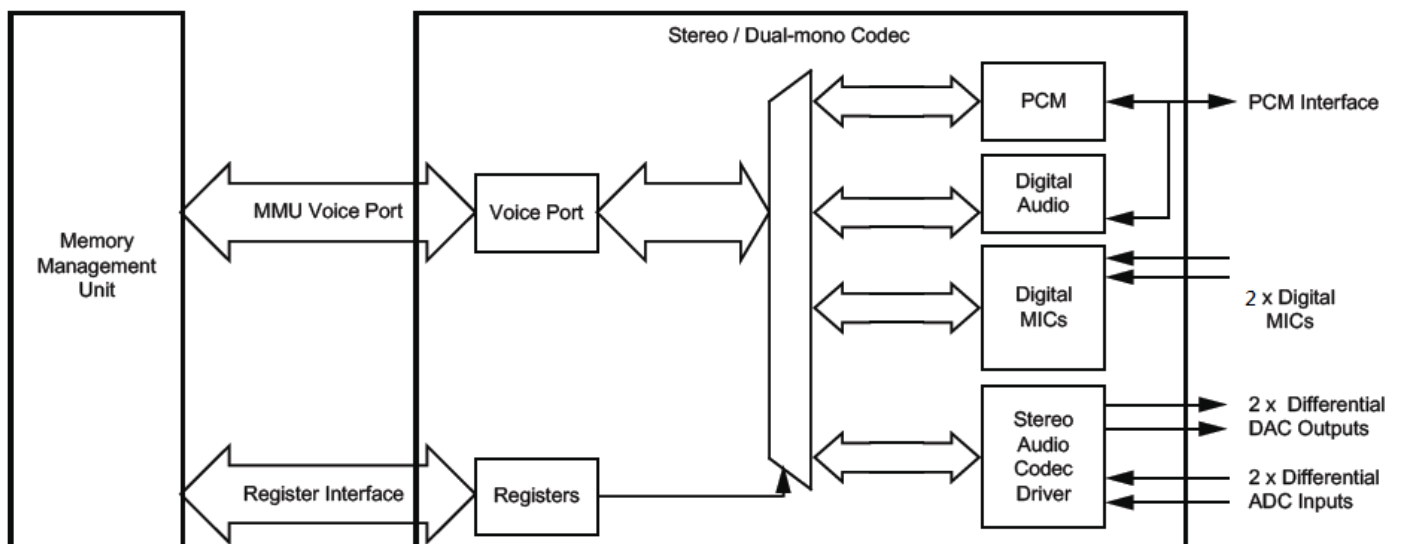 Stereo / Dual-mono Codec
PCM
PCM Interface
Digital
Audio
MMU Voice Port
Voice Port
Memory
Management
Unit
Digital
MICs
2 x Digital
MICs
Stereo
Audio
Codec
Driver
2 x Differential
DAC Outputs
2 x Differential
ADC Inputs
Register Interface
Registers